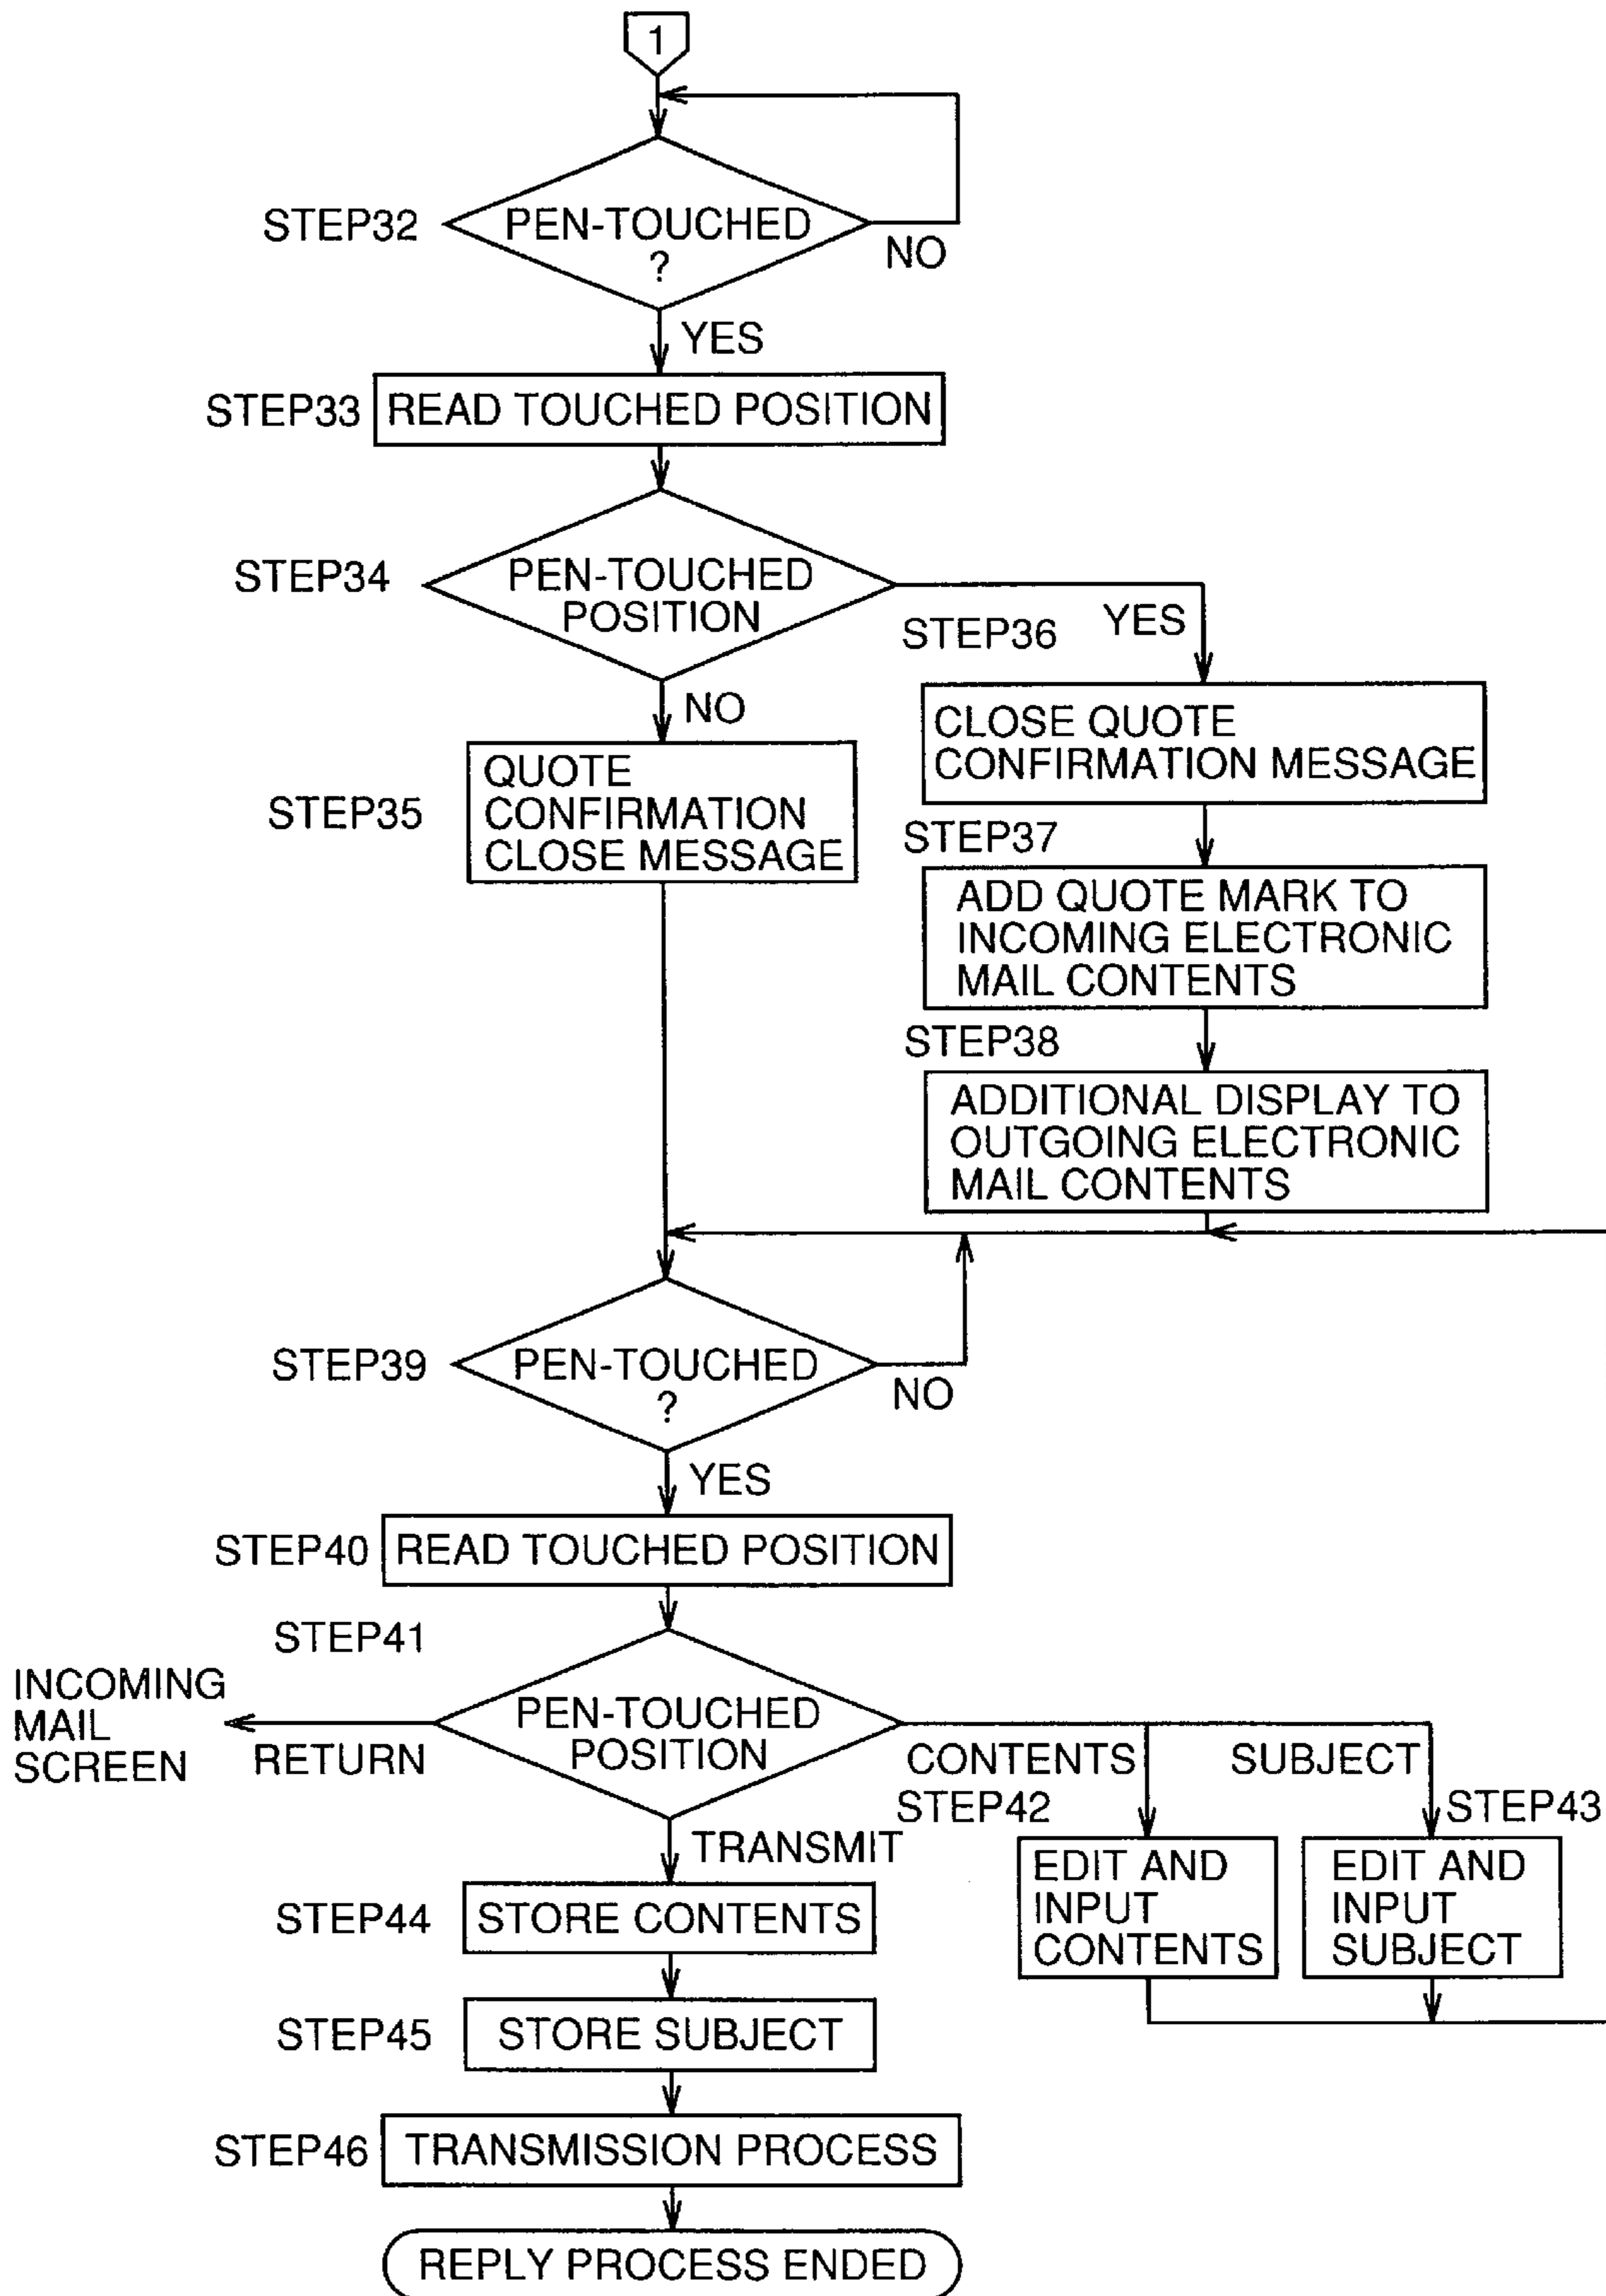 1
STEP32
PEN-TOUCHED
?
NO
YES
STEP33
READ TOUCHED POSITION
STEP34
PEN-TOUCHED
POSITION
YES
NO
STEP35
QUOTE
CONFIRMATION
CLOSE MESSAGE
STEP36
CLOSE QUOTE
CONFIRMATION MESSAGE
STEP37
ADD QUOTE MARK TO
INCOMING ELECTRONIC
MAIL CONTENTS
STEP38
ADDITIONAL DISPLAY TO
OUTGOING ELECTRONIC
MAIL CONTENTS
STEP39
PEN-TOUCHED
?
NO
YES
STEP40
READ TOUCHED POSITION
STEP41
PEN-TOUCHED
POSITION
INCOMING
MAIL
SCREEN
RETURN
CONTENTS
SUBJECT
STEP42
EDIT AND
INPUT
CONTENTS
STEP43
EDIT AND
INPUT
SUBJECT
TRANSMIT
STEP44
STORE CONTENTS
STEP45
STORE SUBJECT
STEP46
TRANSMISSION PROCESS
REPLY PROCESS ENDED